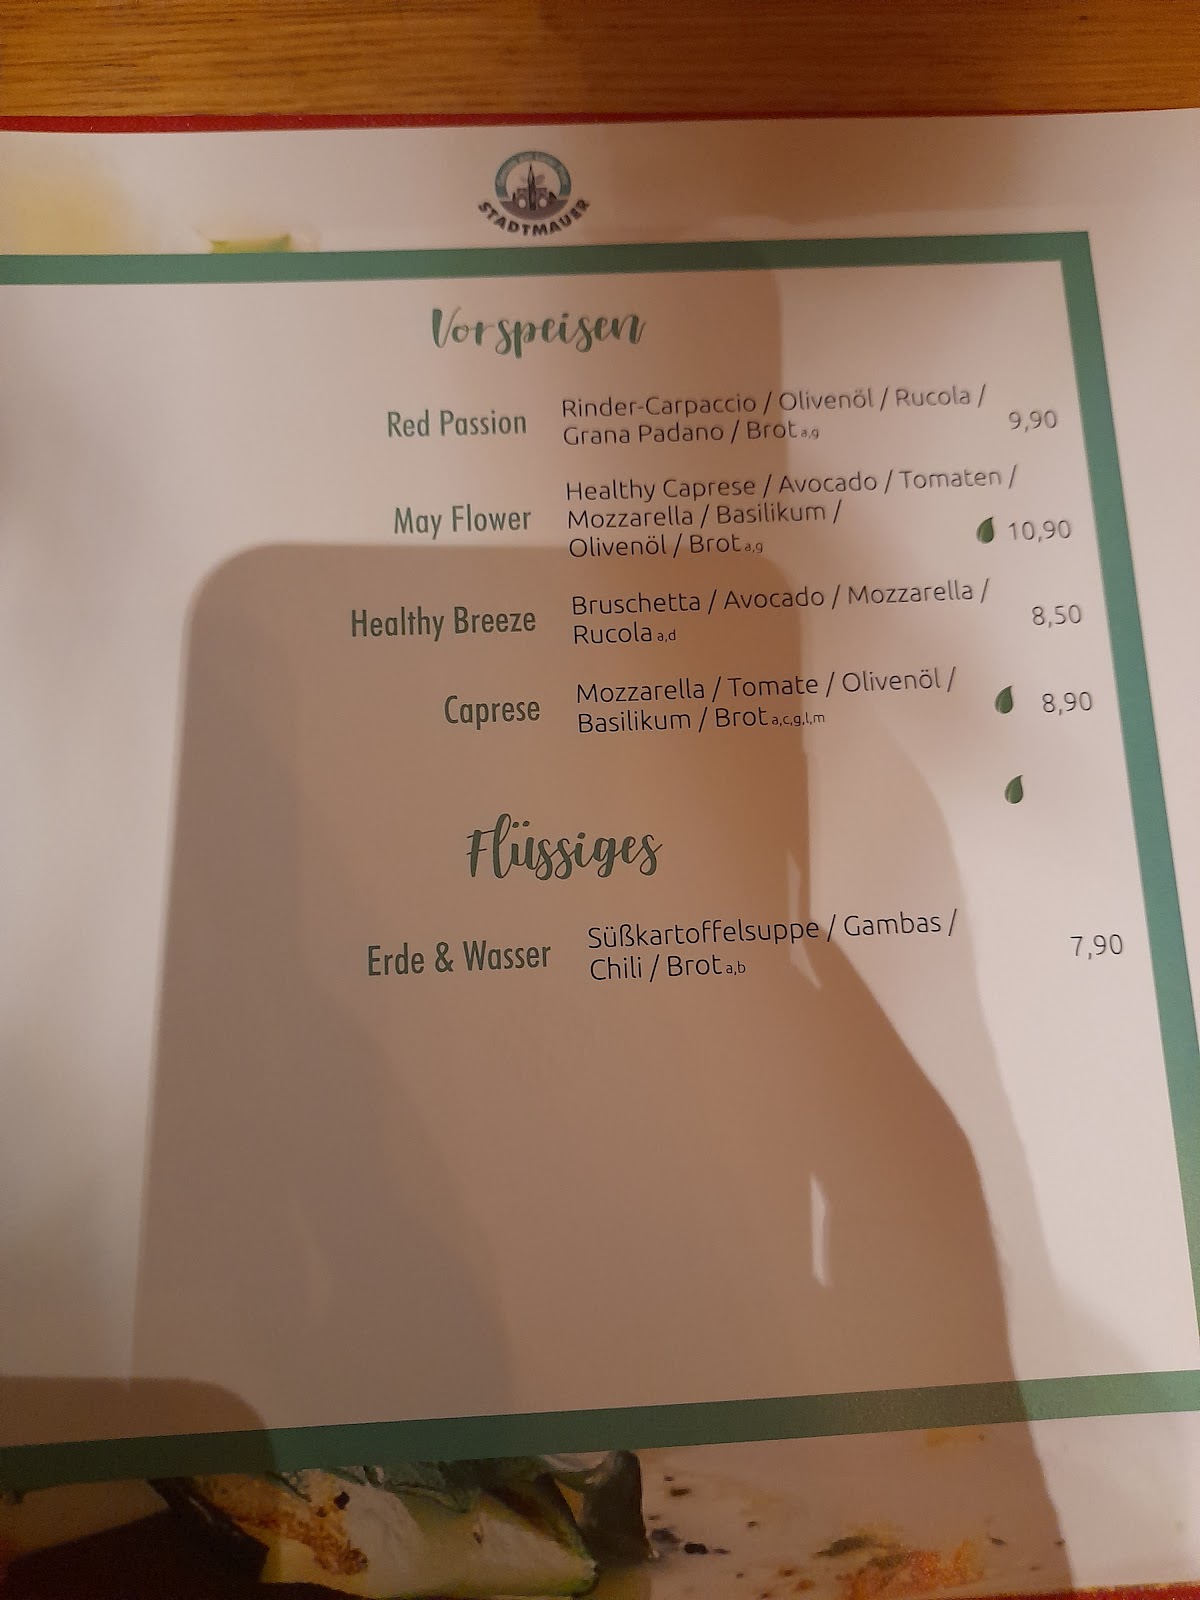 STADTMAUER
Vorspeisen
Red Passion
Rinder-Carpaccio / Olivenöl / Rucola /
Grana Padano / Brot a,g
9,90
May Flower
Healthy Caprese / Avocado / Tomaten /
Mozzarella / Basilikum /
Olivenöl / Brot a,g
10,90
Healthy Breeze
Bruschetta / Avocado / Mozzarella /
Rucola a,d
8,50
Caprese
Mozzarella / Tomate / Olivenöl /
Basilikum / Brot a,c,g,l,m
8,90
Flüssiges
Erde & Wasser
Süßkartoffelsuppe / Gambas /
Chili / Brot a,b
7,90